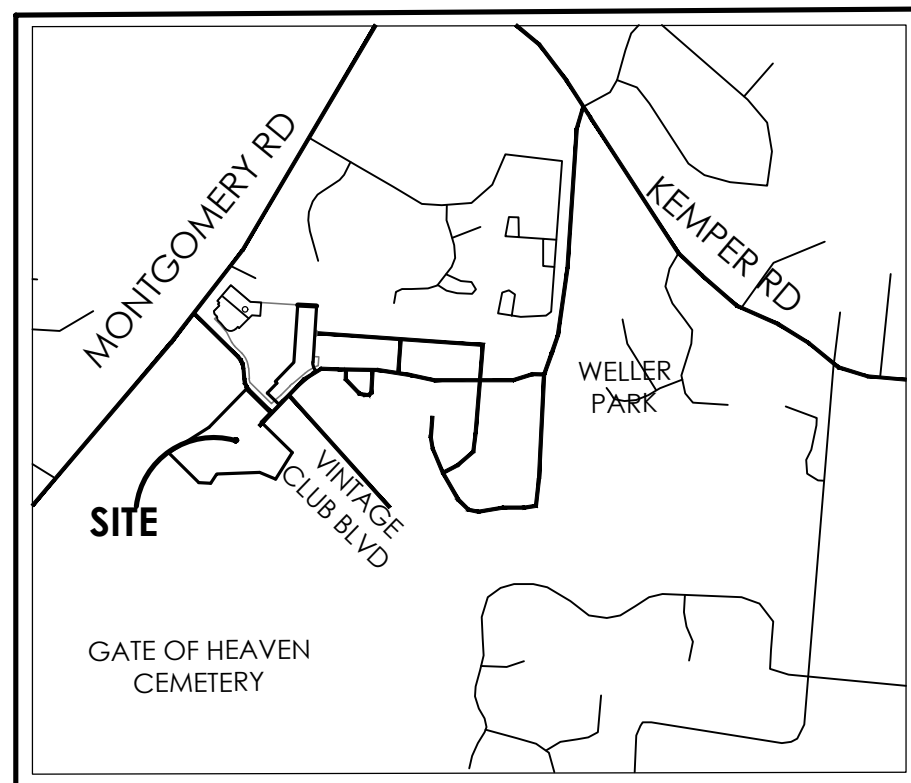 MONTGOMERY RD
KEMPER RD
WELLER
PARK
VINTAGE
CLUB BLVD
SITE
GATE OF HEAVEN
CEMETERY